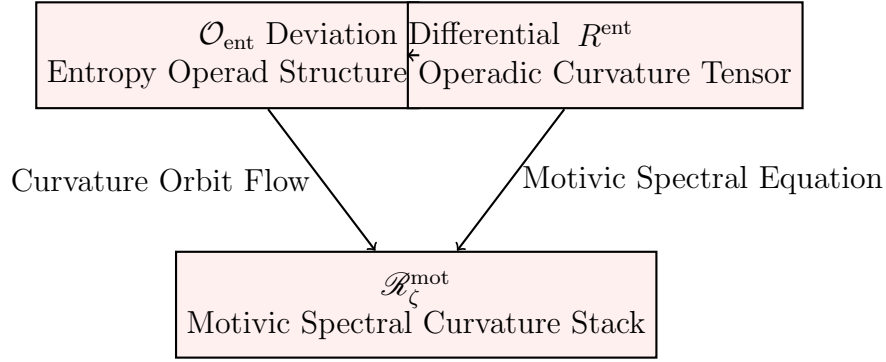 𝒪_ent Deviation Differential R^ent
Entropy Operad Structure Operadic Curvature Tensor
Curvature Orbit Flow
Motivic Spectral Equation
ℛ_ζ^mot
Motivic Spectral Curvature Stack